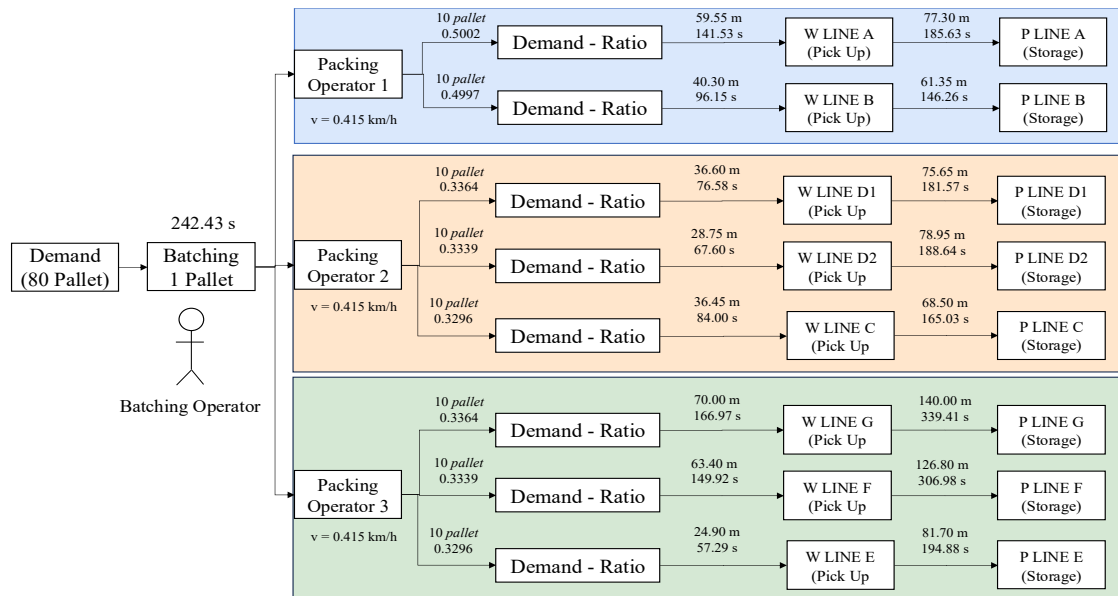 Demand
(80 Pallet)
242.43 s
Batching
1 Pallet
Batching Operator
Packing
Operator 1
v = 0.415 km/h
10 pallet
0.5002
Demand - Ratio
59.55 m
141.53 s
W LINE A
(Pick Up)
77.30 m
185.63 s
P LINE A
(Storage)
10 pallet
0.4997
Demand - Ratio
40.30 m
96.15 s
W LINE B
(Pick Up)
61.35 m
146.26 s
P LINE B
(Storage)
Packing
Operator 2
v = 0.415 km/h
10 pallet
0.3364
Demand - Ratio
36.60 m
76.58 s
W LINE D1
(Pick Up
75.65 m
181.57 s
P LINE D1
(Storage)
10 pallet
0.3339
Demand - Ratio
28.75 m
67.60 s
W LINE D2
(Pick Up
78.95 m
188.64 s
P LINE D2
(Storage)
10 pallet
0.3296
Demand - Ratio
36.45 m
84.00 s
W LINE C
(Pick Up
68.50 m
165.03 s
P LINE C
(Storage)
Packing
Operator 3
v = 0.415 km/h
10 pallet
0.3364
Demand - Ratio
70.00 m
166.97 s
W LINE G
(Pick Up
140.00 m
339.41 s
P LINE G
(Storage)
10 pallet
0.3339
Demand - Ratio
63.40 m
149.92 s
W LINE F
(Pick Up
126.80 m
306.98 s
P LINE F
(Storage)
10 pallet
0.3296
Demand - Ratio
24.90 m
57.29 s
W LINE E
(Pick Up
81.70 m
194.88 s
P LINE E
(Storage)